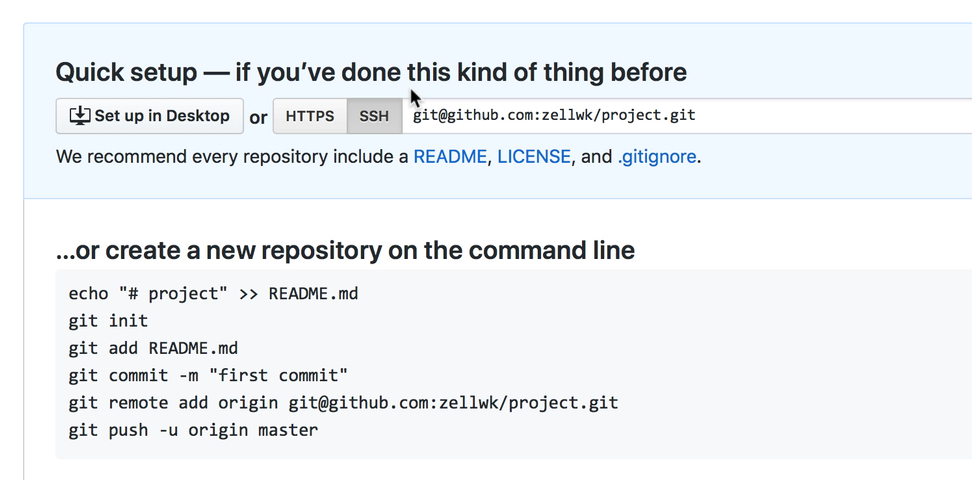 Quick setup — if you’ve done this kind of thing before
Set up in Desktop or HTTPS SSH git@github.com:zellwk/project.git
We recommend every repository include a README, LICENSE, and .gitignore.
…or create a new repository on the command line
echo "# project" >> README.md
git init
git add README.md
git commit -m "first commit"
git remote add origin git@github.com:zellwk/project.git
git push -u origin master